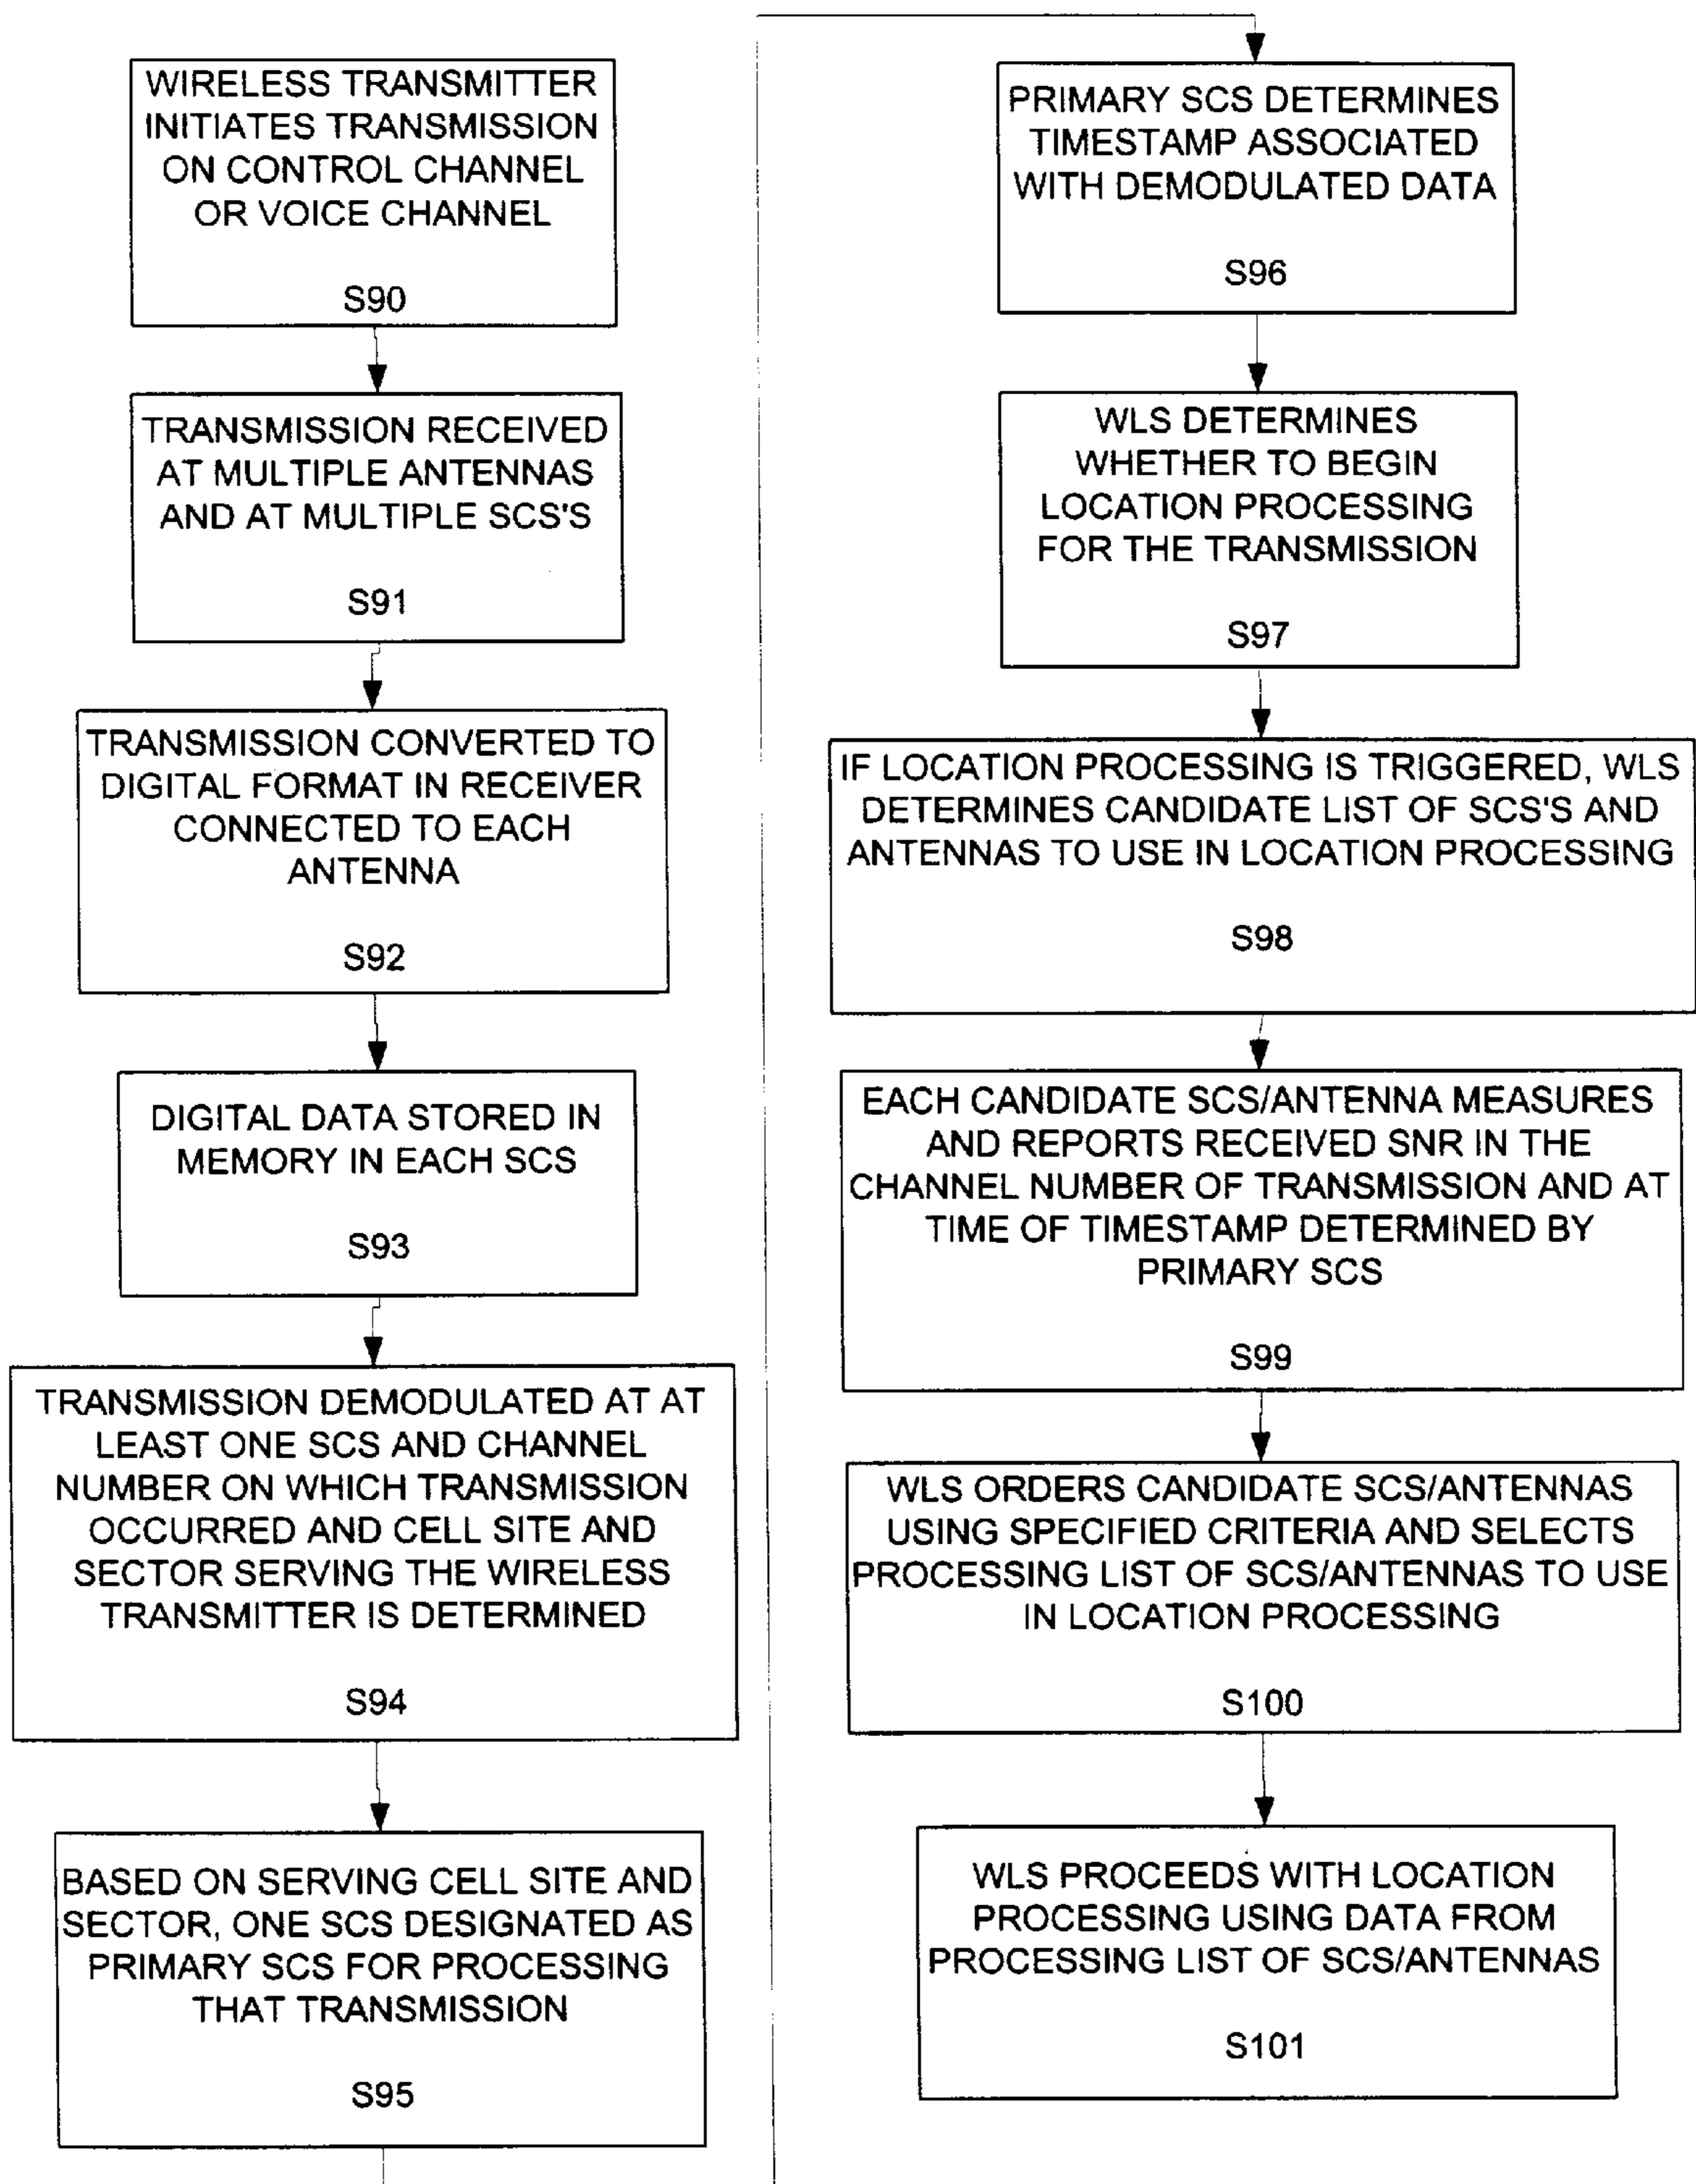 WIRELESS TRANSMITTER
INITIATES TRANSMISSION
ON CONTROL CHANNEL
OR VOICE CHANNEL
S90
TRANSMISSION RECEIVED
AT MULTIPLE ANTENNAS
AND AT MULTIPLE SCS'S
S91
TRANSMISSION CONVERTED TO
DIGITAL FORMAT IN RECEIVER
CONNECTED TO EACH
ANTENNA
S92
DIGITAL DATA STORED IN
MEMORY IN EACH SCS
S93
TRANSMISSION DEMODULATED AT AT
LEAST ONE SCS AND CHANNEL
NUMBER ON WHICH TRANSMISSION
OCCURRED AND CELL SITE AND
SECTOR SERVING THE WIRELESS
TRANSMITTER IS DETERMINED
S94
BASED ON SERVING CELL SITE AND
SECTOR, ONE SCS DESIGNATED AS
PRIMARY SCS FOR PROCESSING
THAT TRANSMISSION
S95
PRIMARY SCS DETERMINES
TIMESTAMP ASSOCIATED
WITH DEMODULATED DATA
S96
WLS DETERMINES
WHETHER TO BEGIN
LOCATION PROCESSING
FOR THE TRANSMISSION
S97
IF LOCATION PROCESSING IS TRIGGERED, WLS
DETERMINES CANDIDATE LIST OF SCS'S AND
ANTENNAS TO USE IN LOCATION PROCESSING
S98
EACH CANDIDATE SCS/ANTENNA MEASURES
AND REPORTS RECEIVED SNR IN THE
CHANNEL NUMBER OF TRANSMISSION AND AT
TIME OF TIMESTAMP DETERMINED BY
PRIMARY SCS
S99
WLS ORDERS CANDIDATE SCS/ANTENNAS
USING SPECIFIED CRITERIA AND SELECTS
PROCESSING LIST OF SCS/ANTENNAS TO USE
IN LOCATION PROCESSING
S100
WLS PROCEEDS WITH LOCATION
PROCESSING USING DATA FROM
PROCESSING LIST OF SCS/ANTENNAS
S101